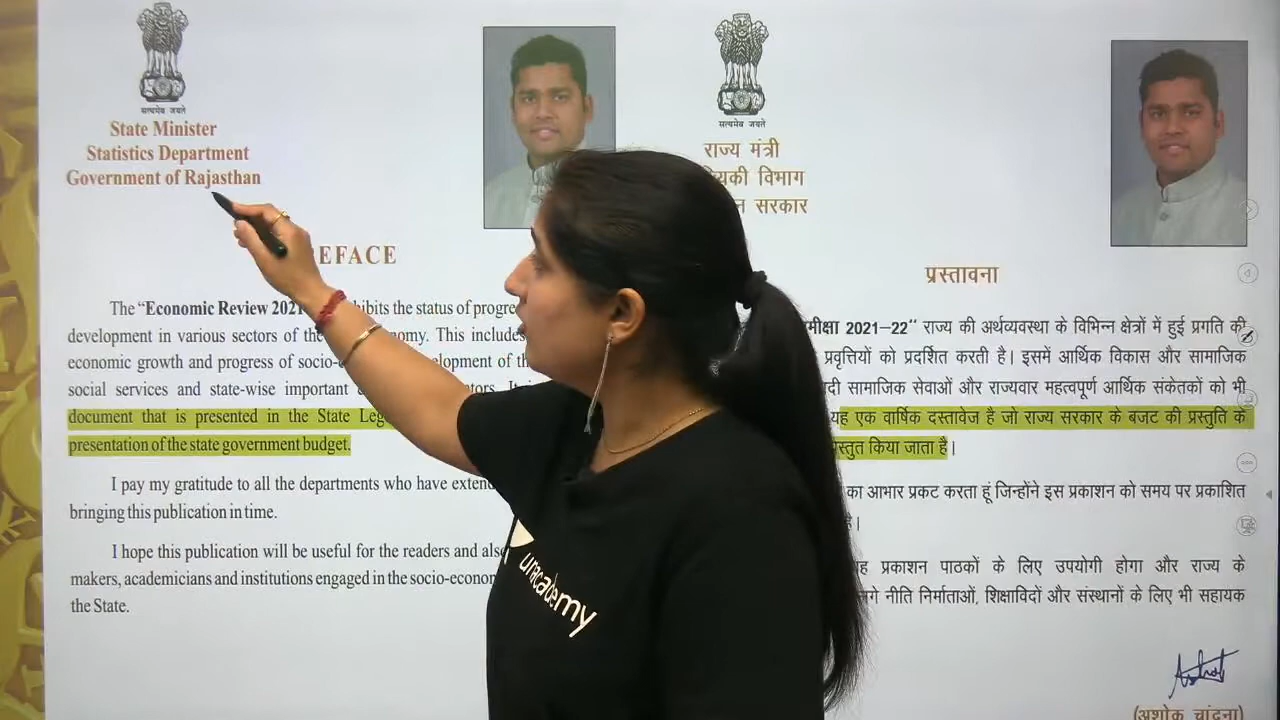 सत्यमेव जयते
State Minister
Statistics Department
Government of Rajasthan
EFACE
The “Economic Review 202 hibits the status of progre
development in various sectors of the omy. This includes
economic growth and progress of socio- elopment of th
social services and state-wise important tors.
document that is presented in the State Leg
presentation of the state government budget.
I pay my gratitude to all the departments who have extend
bringing this publication in time.
I hope this publication will be useful for the readers and also
makers, academicians and institutions engaged in the socio-econom
the State.
सत्यमेव जयते
राज्य मंत्री
यिकी विभाग
न सरकार
प्रस्तावना
मीक्षा 2021–22“ राज्य की अर्थव्यवस्था के विभिन्न क्षेत्रों में हुई प्रगति की
प्रवृत्तियों को प्रदर्शित करती है। इसमें आर्थिक विकास और सामाजिक
दी सामाजिक सेवाओं और राज्यवार महत्वपूर्ण आर्थिक संकेतकों को भी
यह एक वार्षिक दस्तावेज है जो राज्य सरकार के बजट की प्रस्तुति के
स्तुत किया जाता है।
का आभार प्रकट करता हूं जिन्होंने इस प्रकाशन को समय पर प्रकाशित
है।
ह प्रकाशन पाठकों के लिए उपयोगी होगा और राज्य के
गे नीति निर्माताओं, शिक्षाविदों और संस्थानों के लिए भी सहायक
(अशोक चांदना)
unacademy